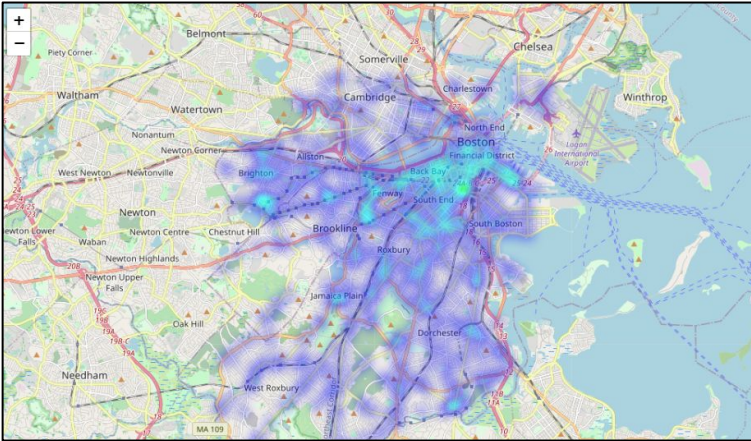 +
−
Belmont
Piety Corner
Somerville
Chelsea
Waltham
Watertown
Cambridge
Charlestown
Winthrop
Nonantum
North End
Boston
Newton Corner
Allston
Financial District
Logan
International
Airport
West Newton
Newtonville
Brighton
Back Bay
Fenway
South End
Newton
Newton Centre
Chestnut Hill
Brookline
South Boston
Newton Lower
Falls
Waban
Roxbury
Newton Highlands
Newton Upper
Falls
Jamaica Plain
Oak Hill
Dorchester
Needham
West Roxbury
MA 109